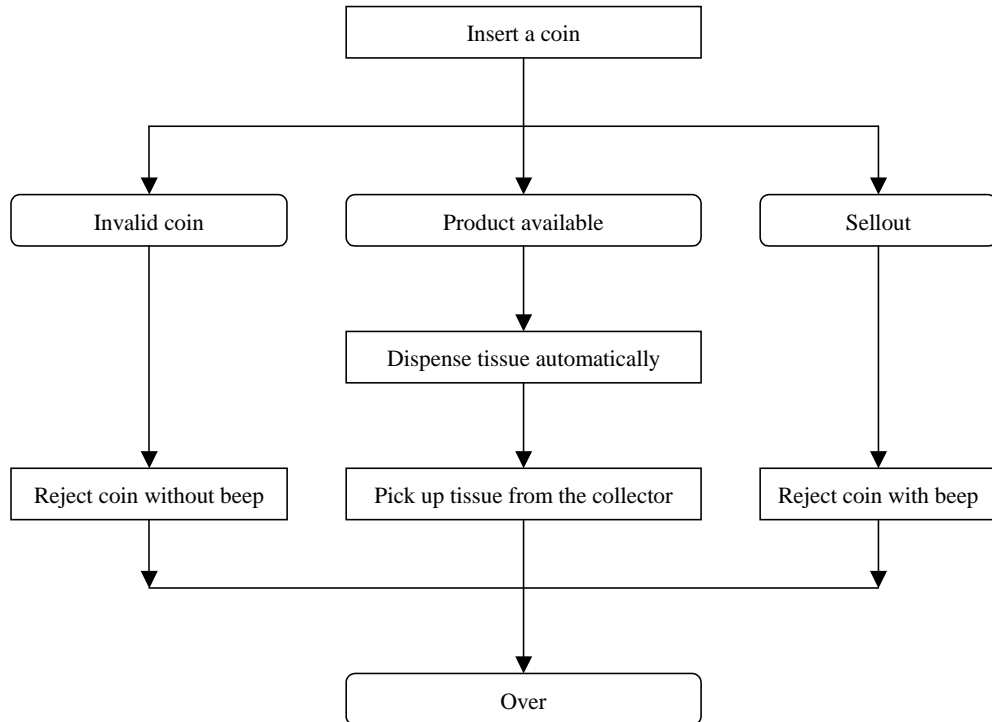 Insert a coin
Invalid coin
Product available
Sellout
Dispense tissue automatically
Reject coin without beep
Pick up tissue from the collector
Reject coin with beep
Over